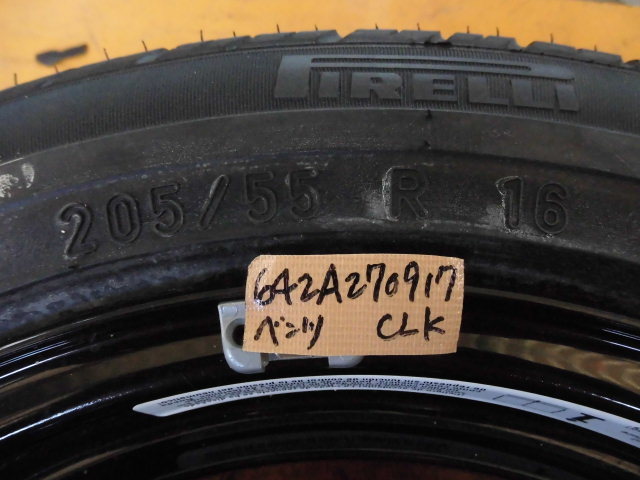 PIRELLI
205/55 R 16
6A2A270917
ベンツ CLK